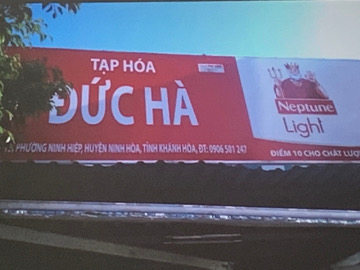 TẠP HÓA
ĐỨC HÀ
PHƯỜNG NINH HIỆP, HUYỆN NINH HÒA, TỈNH KHÁNH HÒA, ĐT: 0906 501 247
Neptune
Light
ĐIỂM 10 CHO CHẤT LƯỢ